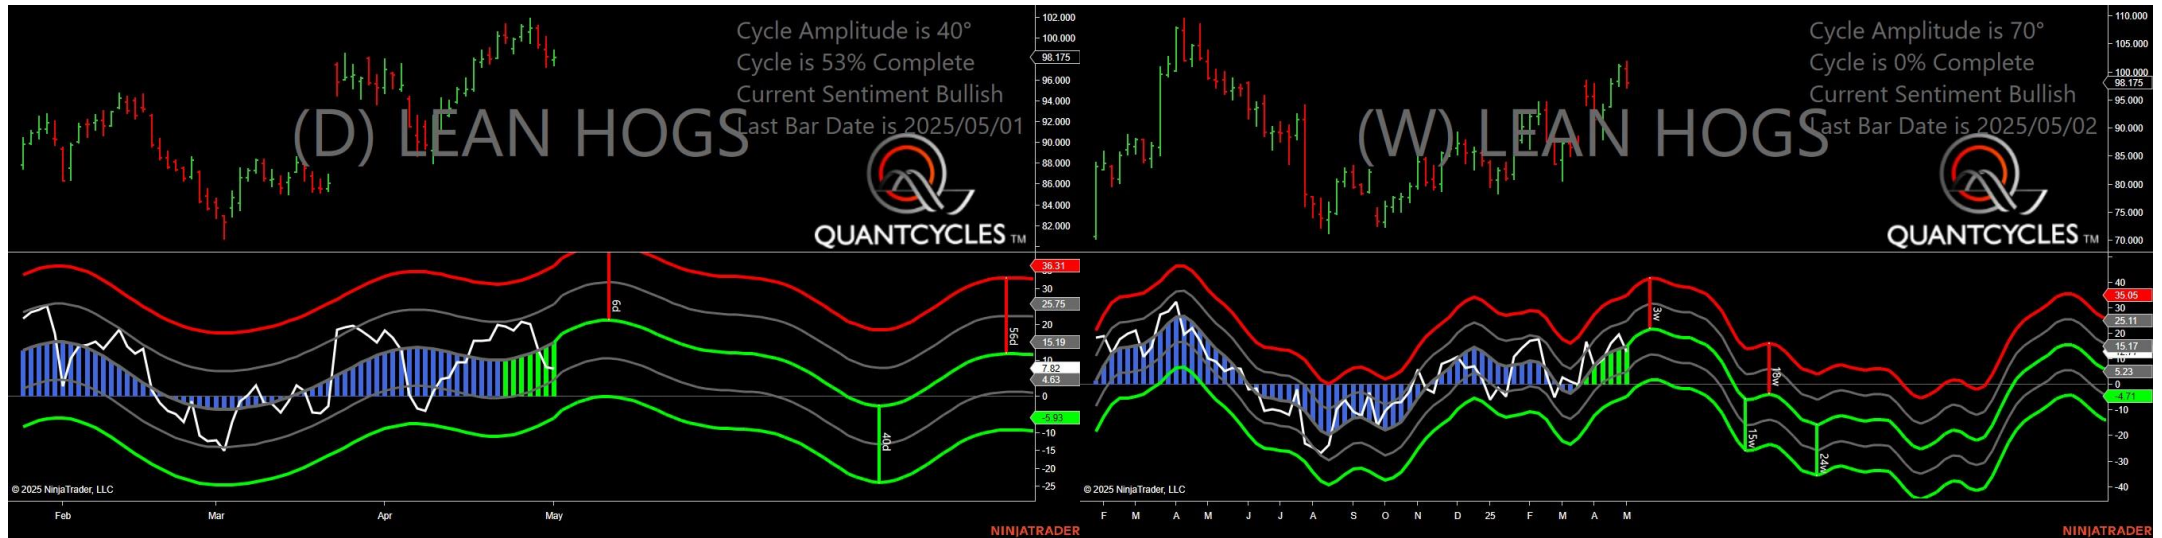 Cycle Amplitude is 40°
Cycle is 53% Complete
Current Sentiment Bullish
Last Bar Date is 2025/05/01
(D) LEAN HOGS
QUANTCYCLES TM
102.000
100.000
98.175
96.000
94.000
92.000
90.000
88.000
86.000
84.000
82.000
36.31
30
25.75
20
15.19
10
7.82
4.63
0
-5.93
-10
-15
-20
-25
6d
40d
55d
© 2025 NinjaTrader, LLC
Feb Mar Apr May
NINJATRADER
Cycle Amplitude is 70°
Cycle is 0% Complete
Current Sentiment Bullish
Last Bar Date is 2025/05/02
(W) LEAN HOGS
QUANTCYCLES TM
110.000
105.000
100.000
98.175
95.000
90.000
85.000
80.000
75.000
70.000
40
35.05
25.11
20
15.17
10
5.23
0
-4.71
-10
-20
-30
-40
3w
18w
15w
24w
© 2025 NinjaTrader, LLC
F M A M J J A S O N D 25 F M A M
NINJATRADER